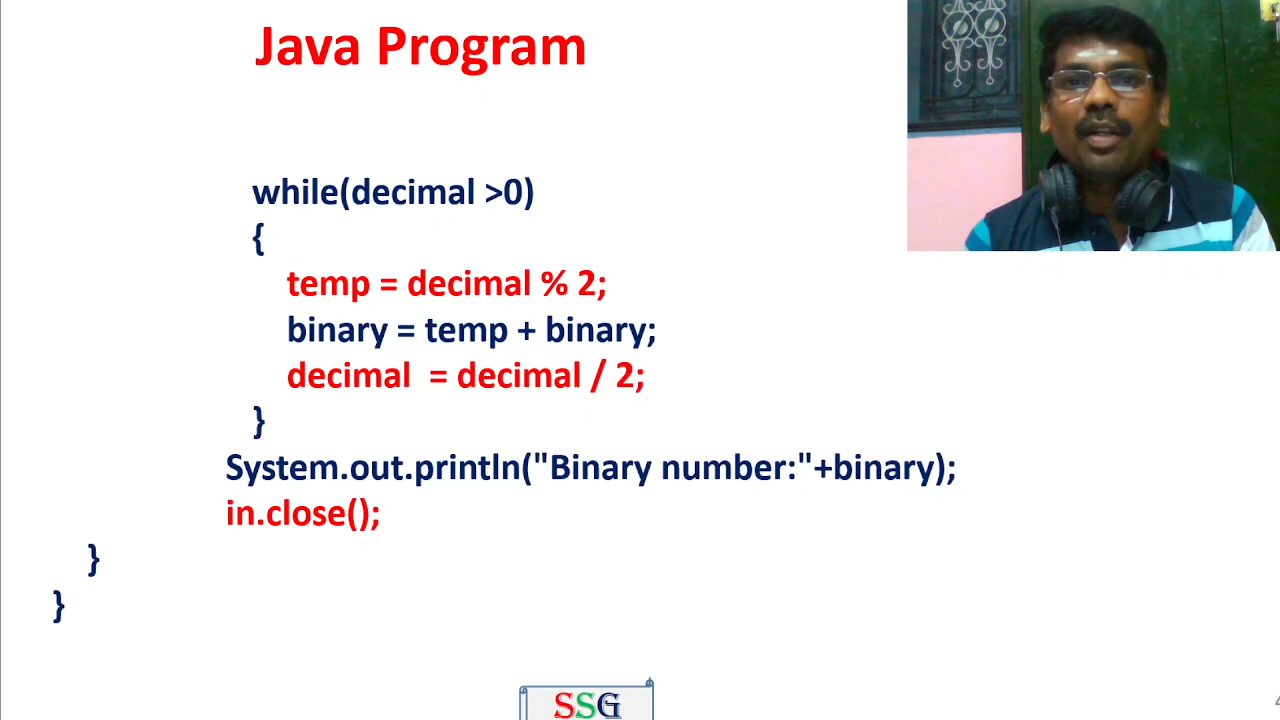 Java Program
while(decimal >0)
{
temp = decimal % 2;
binary = temp + binary;
decimal  = decimal / 2;
}
System.out.println("Binary number:"+binary);
in.close();
}
}
SSG